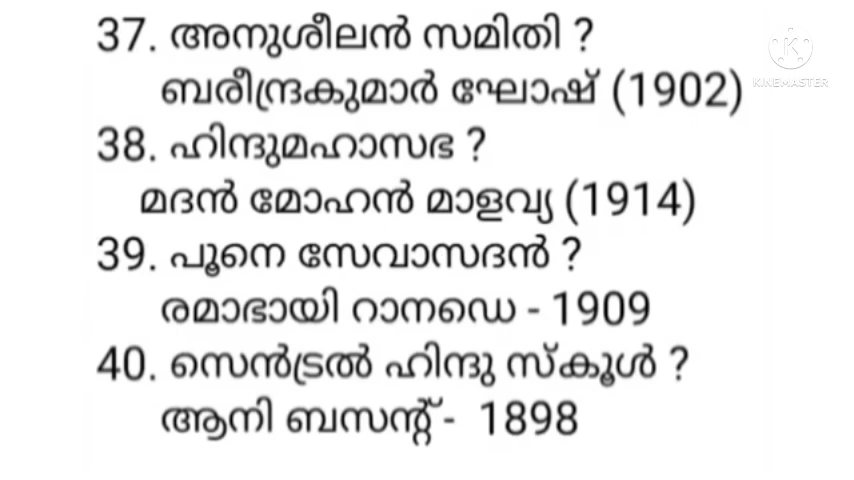 37. അനുശീലൻ സമിതി ?
ബരീന്ദ്രകുമാർ ഘോഷ് (1902)
38. ഹിന്ദുമഹാസഭ ?
മദൻ മോഹൻ മാളവ്യ (1914)
39. പൂനെ സേവാസദൻ ?
രമാഭായി റാനഡെ - 1909
40. സെൻട്രൽ ഹിന്ദു സ്കൂൾ ?
ആനി ബസന്റ് - 1898
K
KINEMASTER